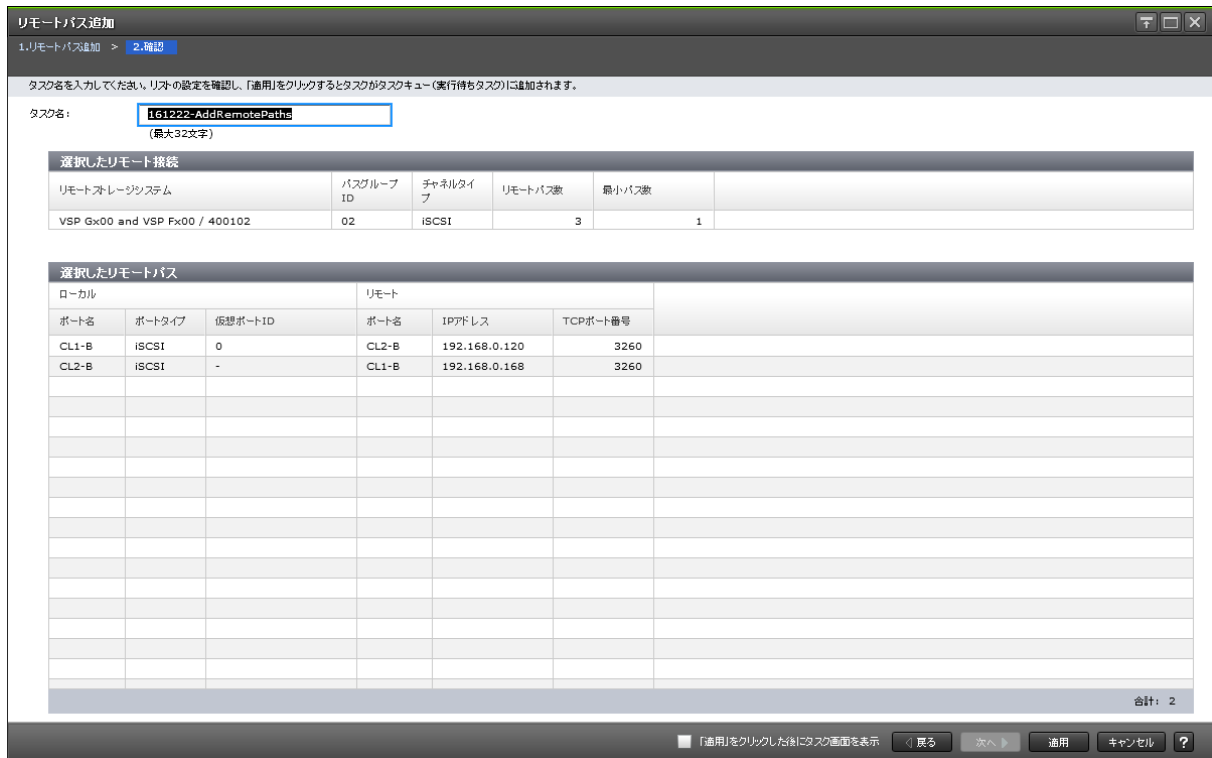 リモートパス追加
1.リモートパス追加 > 2.確認
タスク名を入力してください。リストの設定を確認し、「適用」をクリックするとタスクがタスクキュー(実行待ちタスク)に追加されます。
タスク名: 161222-AddRemotePaths
(最大32文字)
選択したリモート接続
リモートストレージシステム パスグループID チャネルタイプ リモートパス数 最小パス数
VSP Gx00 and VSP Fx00 / 400102 02 iSCSI 3 1
選択したリモートパス
ローカル リモート
ポート名 ポートタイプ 仮想ポートID ポート名 IPアドレス TCPポート番号
CL1-B iSCSI 0 CL2-B 192.168.0.120 3260
CL2-B iSCSI - CL1-B 192.168.0.168 3260
合計: 2
「適用」をクリックした後にタスク画面を表示 戻る 次へ 適用 キャンセル ?